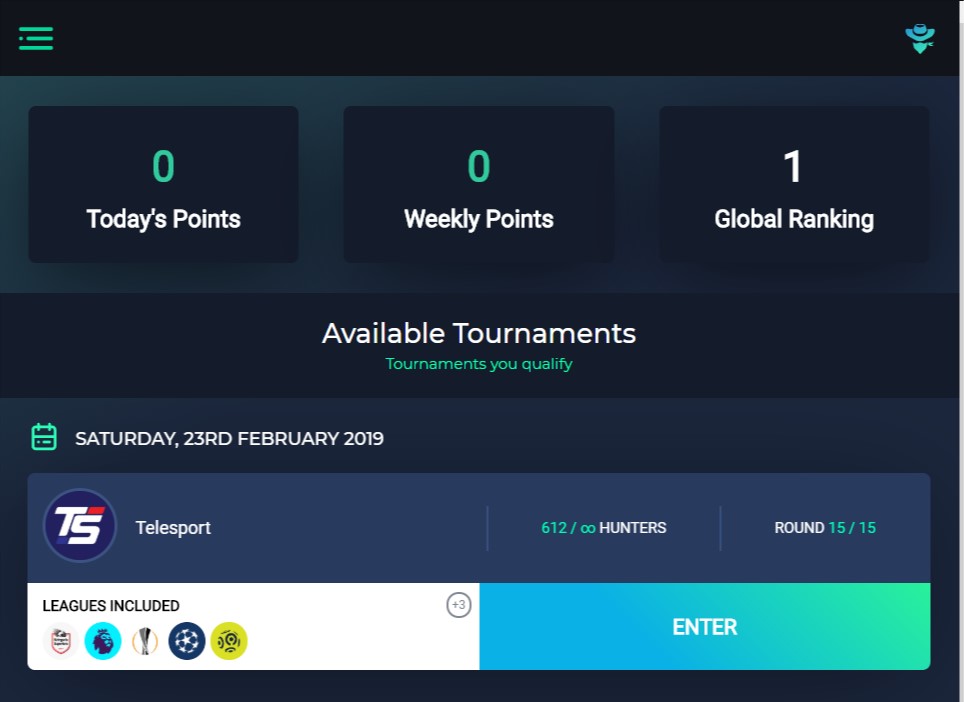 0
Today's Points
0
Weekly Points
1
Global Ranking
Available Tournaments
Tournaments you qualify
SATURDAY, 23RD FEBRUARY 2019
TS
Telesport
612 / ∞ HUNTERS
ROUND 15 / 15
LEAGUES INCLUDED
+3
ENTER